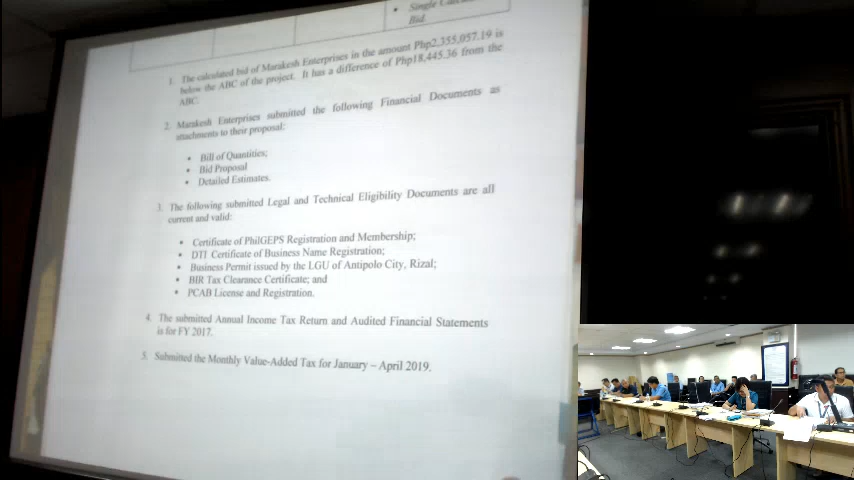 • Single
Bid.
1. The calculated bid of Marakesh Enterprises in the amount Php2,355,057.19 is
below the ABC of the project. It has a difference of Php18,445.36 from the
ABC.
2. Marakesh Enterprises submitted the following Financial Documents as
attachments to their proposal:
• Bill of Quantities;
• Bid Proposal
• Detailed Estimates.
3. The following submitted Legal and Technical Eligibility Documents are all
current and valid:
• Certificate of PhilGEPS Registration and Membership;
• DTI Certificate of Business Name Registration;
• Business Permit issued by the LGU of Antipolo City, Rizal;
• BIR Tax Clearance Certificate; and
• PCAB License and Registration.
4. The submitted Annual Income Tax Return and Audited Financial Statements
is for FY 2017.
5. Submitted the Monthly Value-Added Tax for January – April 2019.